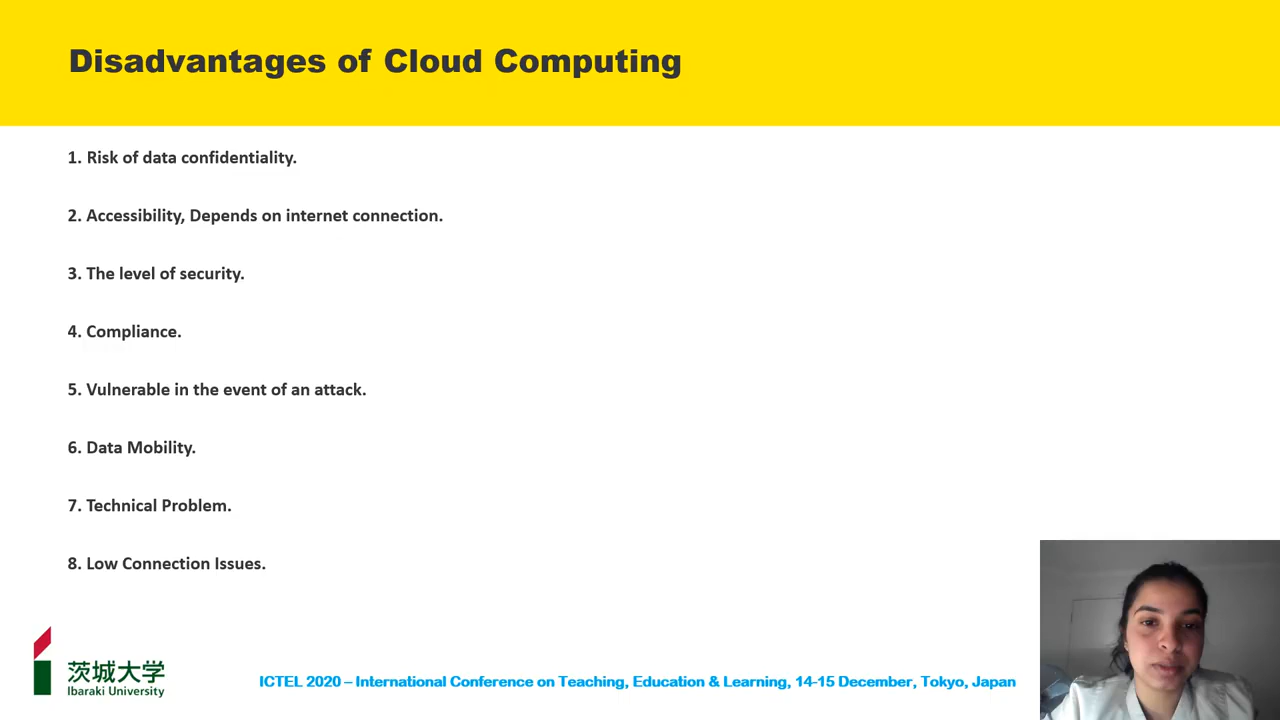 Disadvantages of Cloud Computing
1. Risk of data confidentiality.
2. Accessibility, Depends on internet connection.
3. The level of security.
4. Compliance.
5. Vulnerable in the event of an attack.
6. Data Mobility.
7. Technical Problem.
8. Low Connection Issues.
茨城大学
Ibaraki University
ICTEL 2020 – International Conference on Teaching, Education & Learning, 14-15 December, Tokyo, Japan